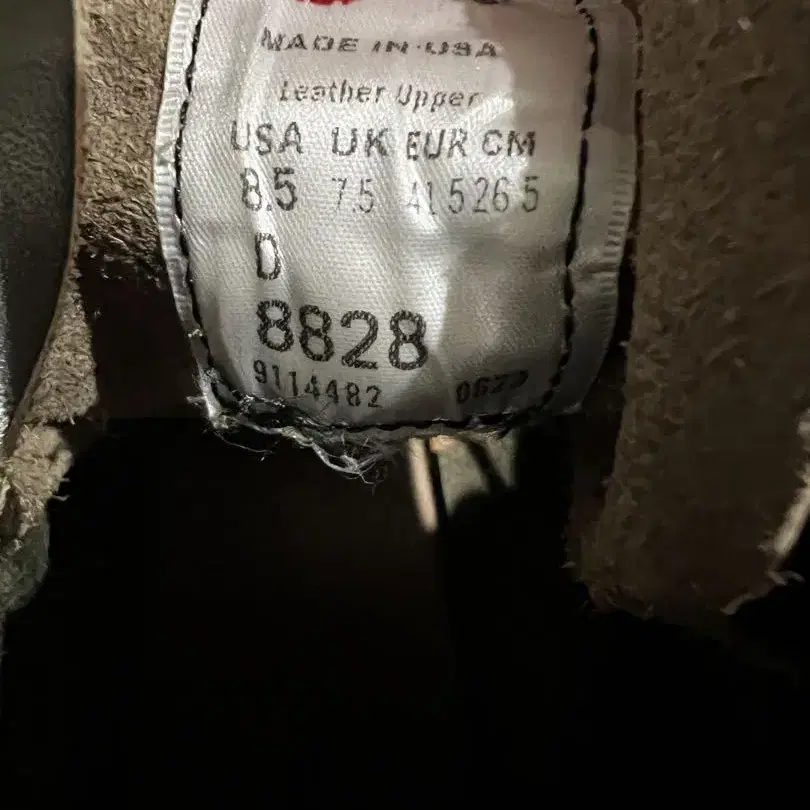 MADE IN USA
Leather Upper
USA UK EUR CM
8.5 7.5 41.5 26.5
D
8828
9114482